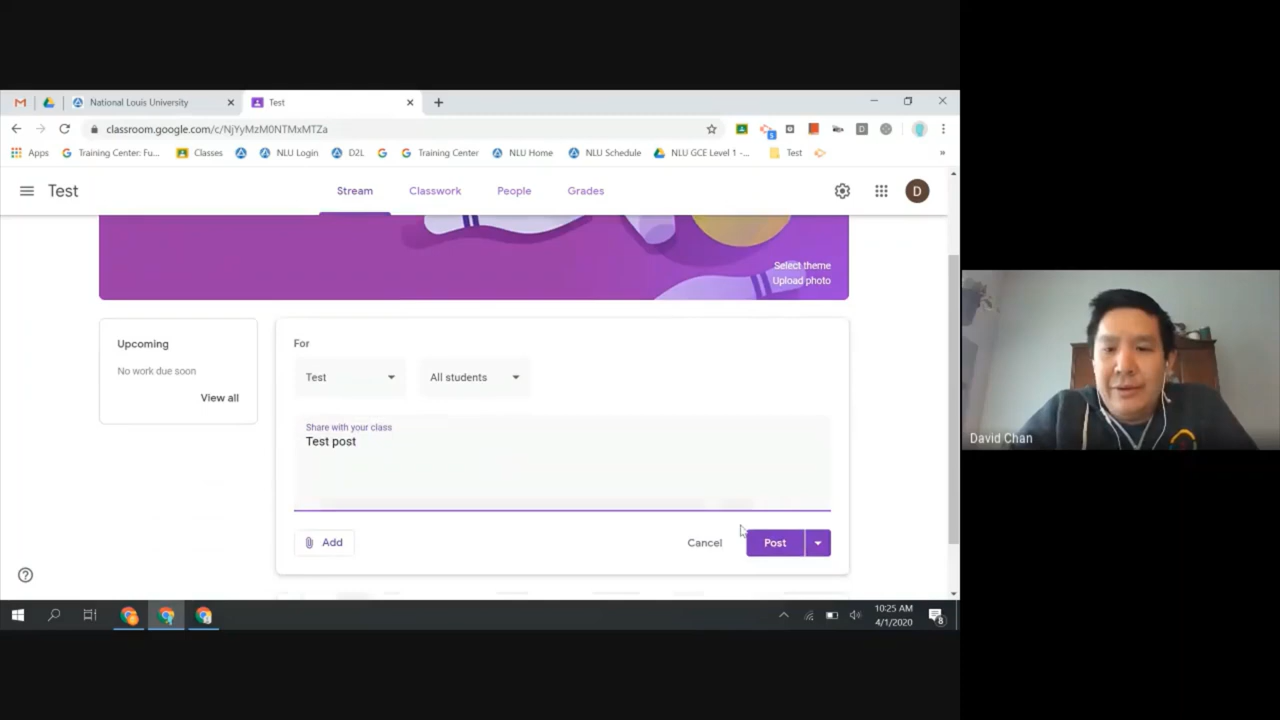 National Louis University
Test
classroom.google.com/c/NjYyMzM0NTMxMTZa
Apps
Training Center: Fu...
Classes
NLU Login
D2L
Training Center
NLU Home
NLU Schedule
NLU GCE Level 1 -...
Test
»
Test
Stream
Classwork
People
Grades
D
Select theme
Upload photo
Upcoming
No work due soon
View all
For
Test
All students
Share with your class
Test post
Add
Cancel
Post
10:25 AM
4/1/2020
8
David Chan